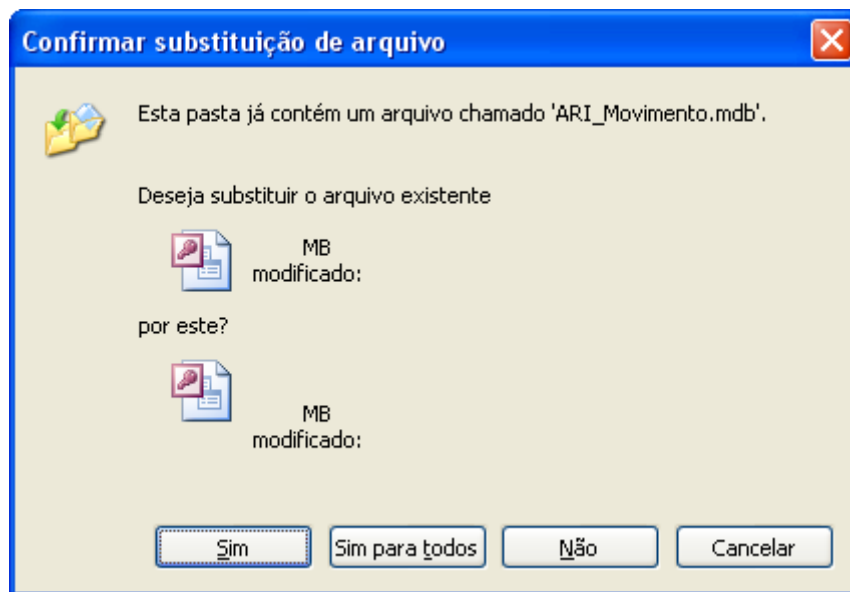 Confirmar substituição de arquivo
Esta pasta já contém um arquivo chamado 'ARI_Movimento.mdb'.
Deseja substituir o arquivo existente
MB
modificado:
por este?
MB
modificado:
Sim
Sim para todos
Não
Cancelar